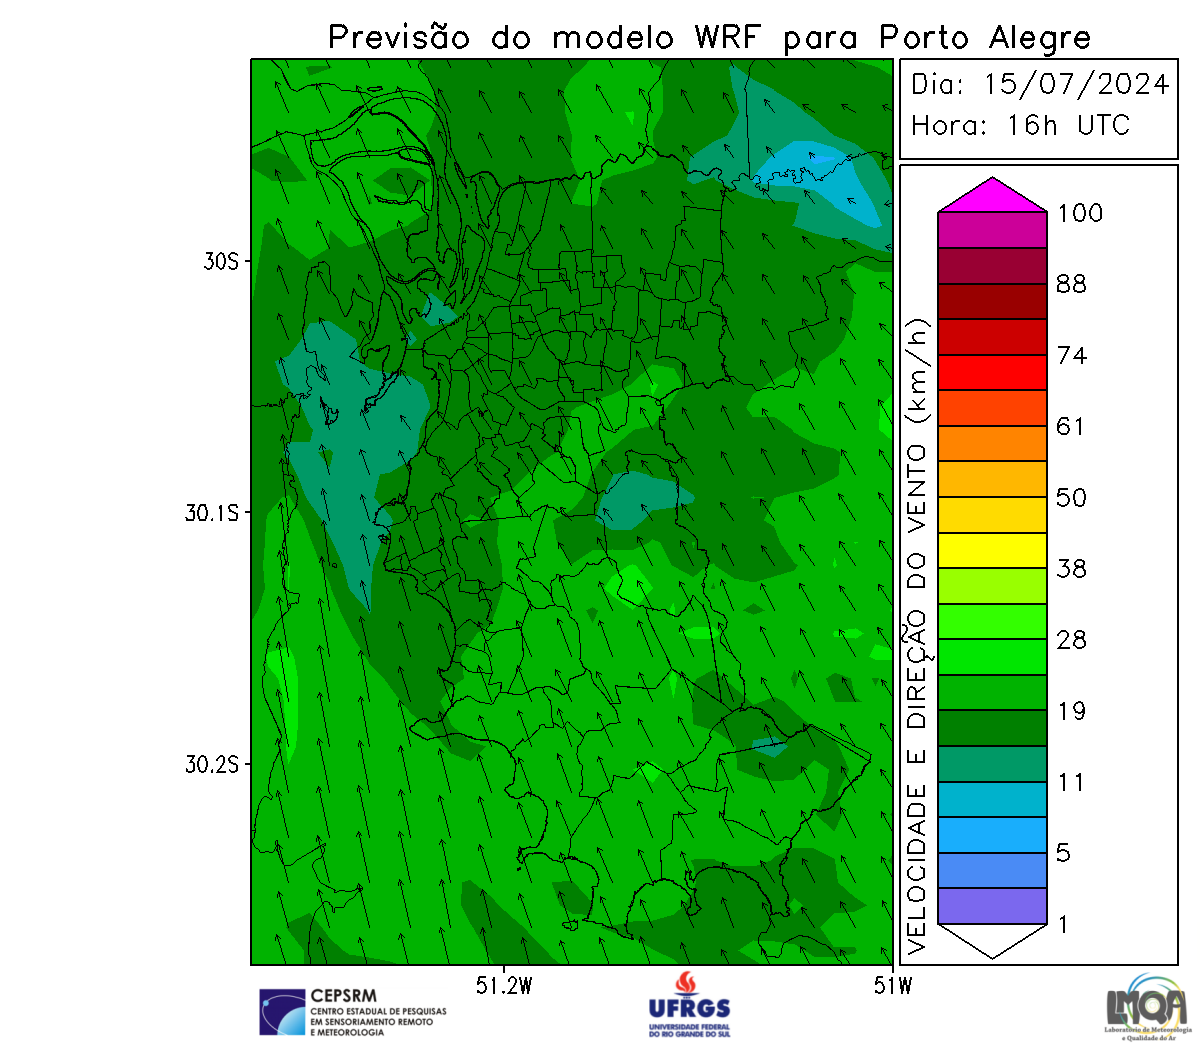 Previsão do modelo WRF para Porto Alegre
Dia: 15/07/2024
Hora: 16h UTC
30S
30.1S
30.2S
51.2W
51W
VELOCIDADE E DIREÇÃO DO VENTO (km/h)
100
88
74
61
50
38
28
19
11
5
1
CEPSRM
CENTRO ESTADUAL DE PESQUISAS
EM SENSORIAMENTO REMOTO
E METEOROLOGIA
UFRGS
UNIVERSIDADE FEDERAL
DO RIO GRANDE DO SUL
LMQA
Laboratório de Meteorologia
e Qualidade do Ar